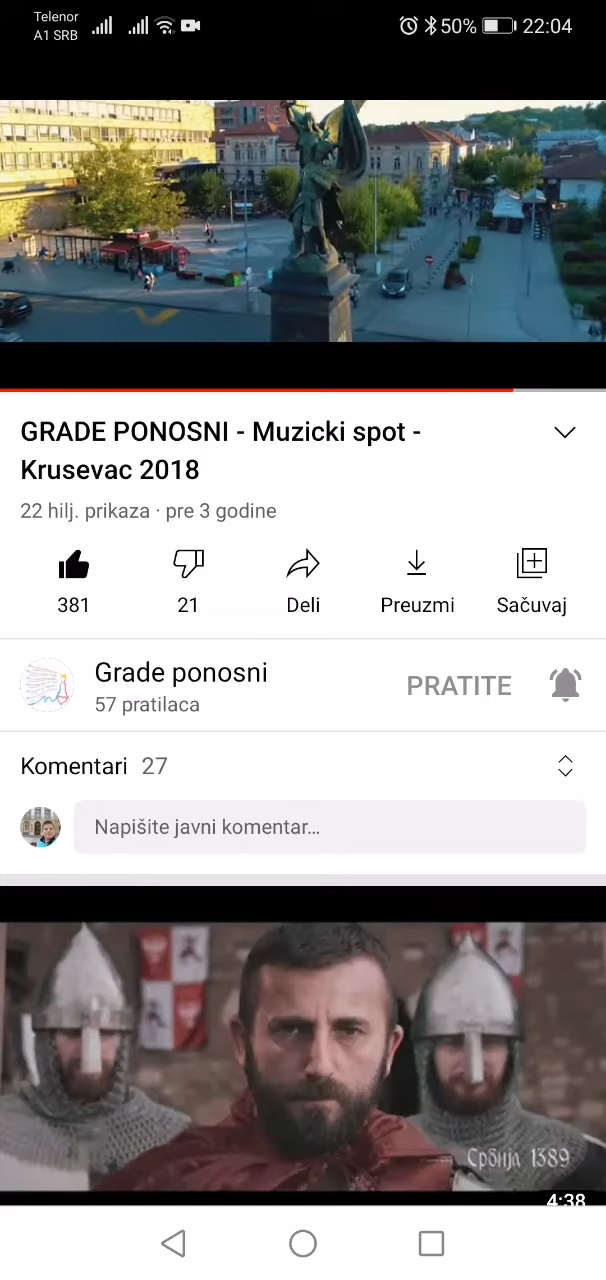 Telenor
A1 SRB
50% 22:04
GRADE PONOSNI - Muzicki spot -
Krusevac 2018
22 hilj. prikaza · pre 3 godine
381 21 Deli Preuzmi Sačuvaj
Grade ponosni
57 pratilaca
PRATITE
Komentari 27
Napišite javni komentar...
Србија 1389
4:38